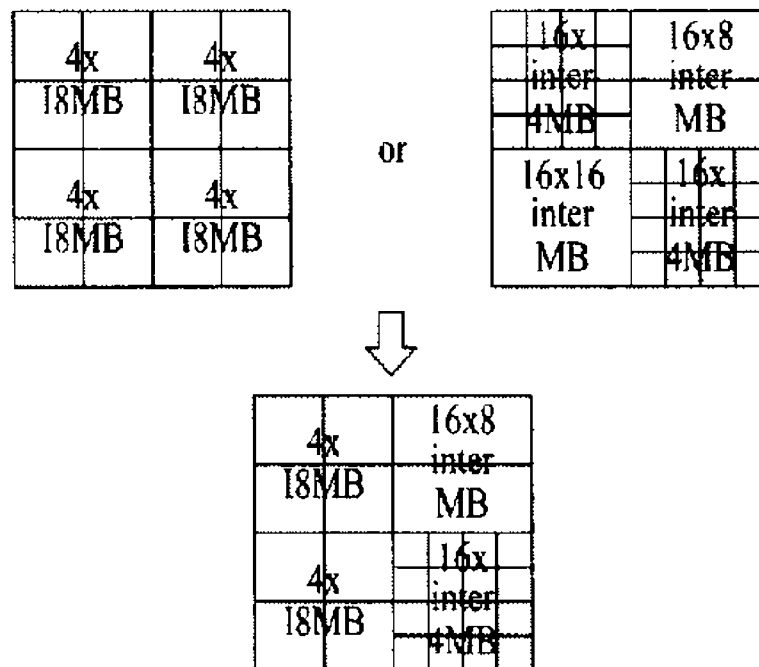 4x
I8MB
4x
I8MB
4x
I8MB
4x
I8MB
or
16x
inter
4MB
16x8
inter
MB
16x16
inter
MB
16x
inter
4MB
4x
I8MB
16x8
inter
MB
4x
I8MB
16x
inter
4MB